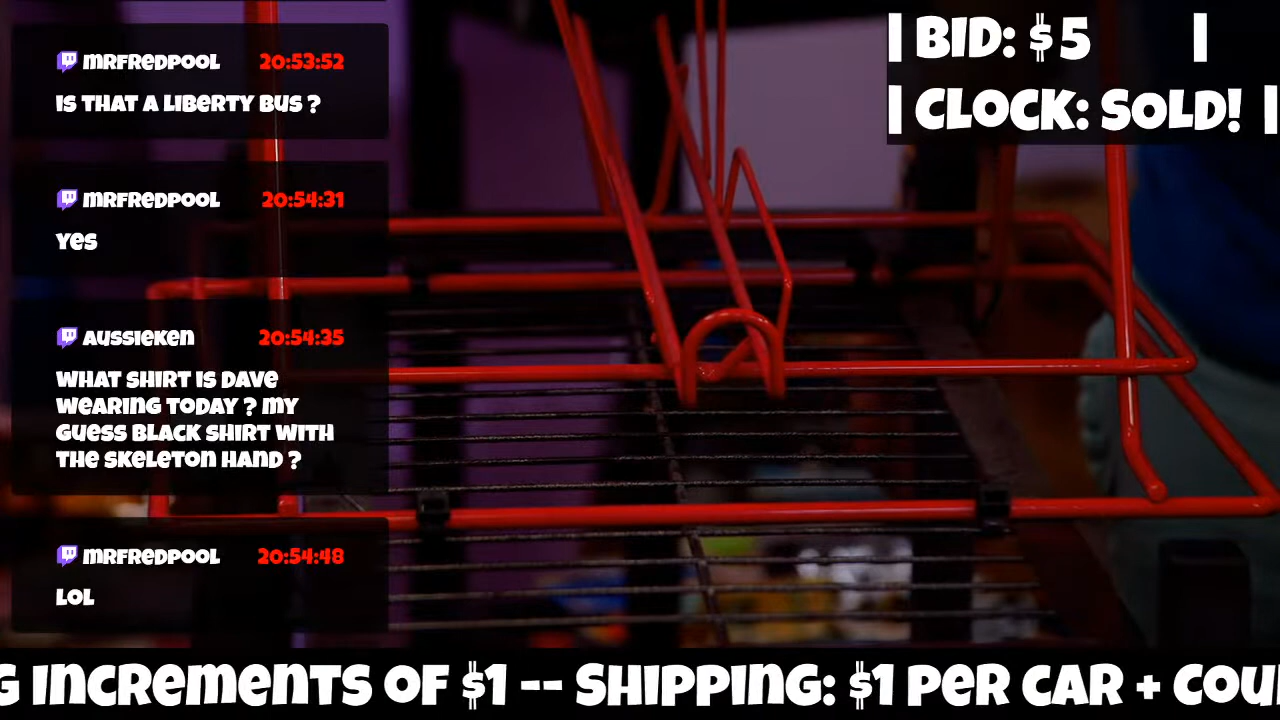 mrfredpool 20:53:52
Is that a liberty bus ?
mrfredpool 20:54:31
Yes
aussieken 20:54:35
What shirt is Dave
wearing today ? My
guess black shirt with
the skeleton hand ?
mrfredpool 20:54:48
Lol
| BID: $5 |
| CLOCK: SOLD! |
INCREMENTS OF $1 -- SHIPPING: $1 PER CAR +